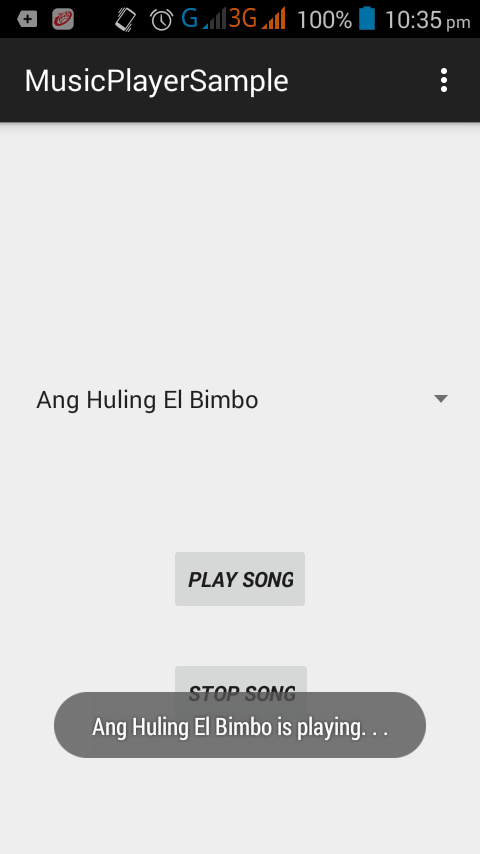 G 3G 100% 10:35 pm
MusicPlayerSample
Ang Huling El Bimbo
PLAY SONG
STOP SONG
Ang Huling El Bimbo is playing. . .